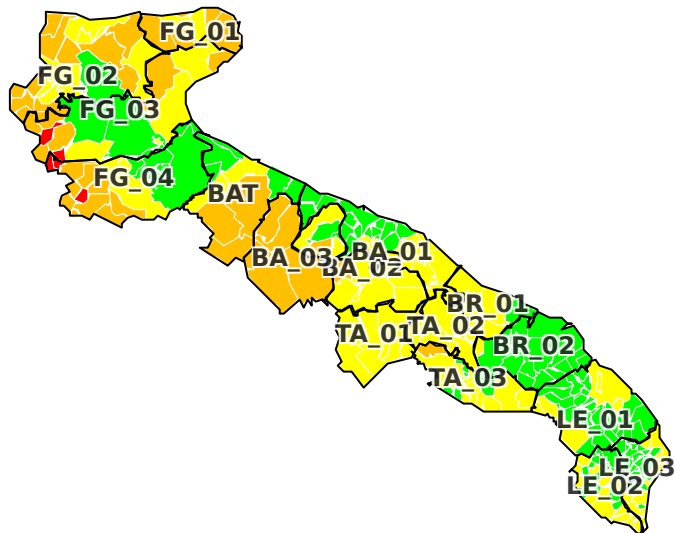 FG_01
FG_02
FG_03
FG_04
BAT
BA_01
BA_03
BA_02
BR_01
TA_02
TA_01
BR_02
TA_03
LE_01
LE_03
LE_02